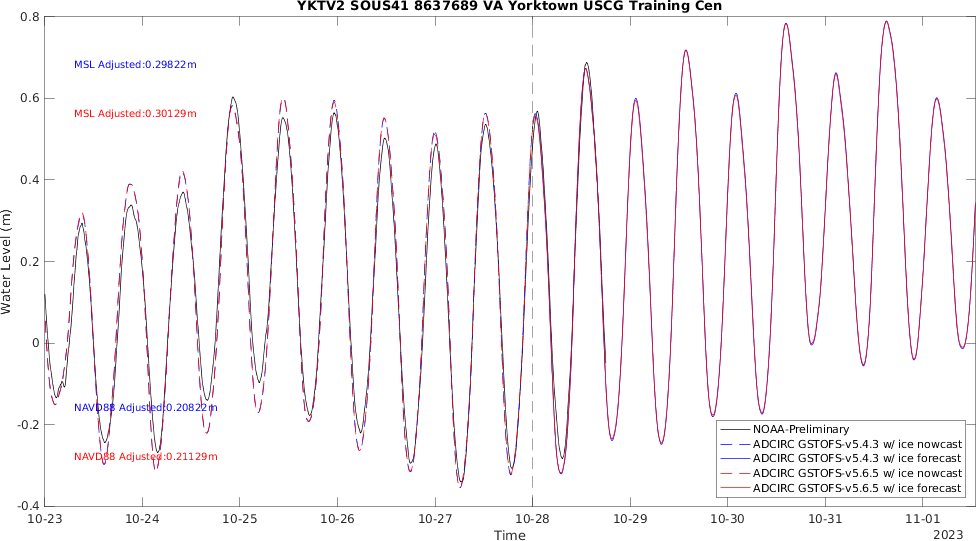 YKTV2 SOUS41 8637689 VA Yorktown USCG Training Cen
0.8
0.6
0.4
0.2
0
-0.2
-0.4
Water Level (m)
MSL Adjusted:0.29822m
MSL Adjusted:0.30129m
NAVD88 Adjusted:0.20822m
NAVD88 Adjusted:0.21129m
NOAA-Preliminary
ADCIRC GSTOFS-v5.4.3 w/ ice nowcast
ADCIRC GSTOFS-v5.4.3 w/ ice forecast
ADCIRC GSTOFS-v5.6.5 w/ ice nowcast
ADCIRC GSTOFS-v5.6.5 w/ ice forecast
10-23 10-24 10-25 10-26 10-27 10-28 10-29 10-30 10-31 11-01
Time
2023